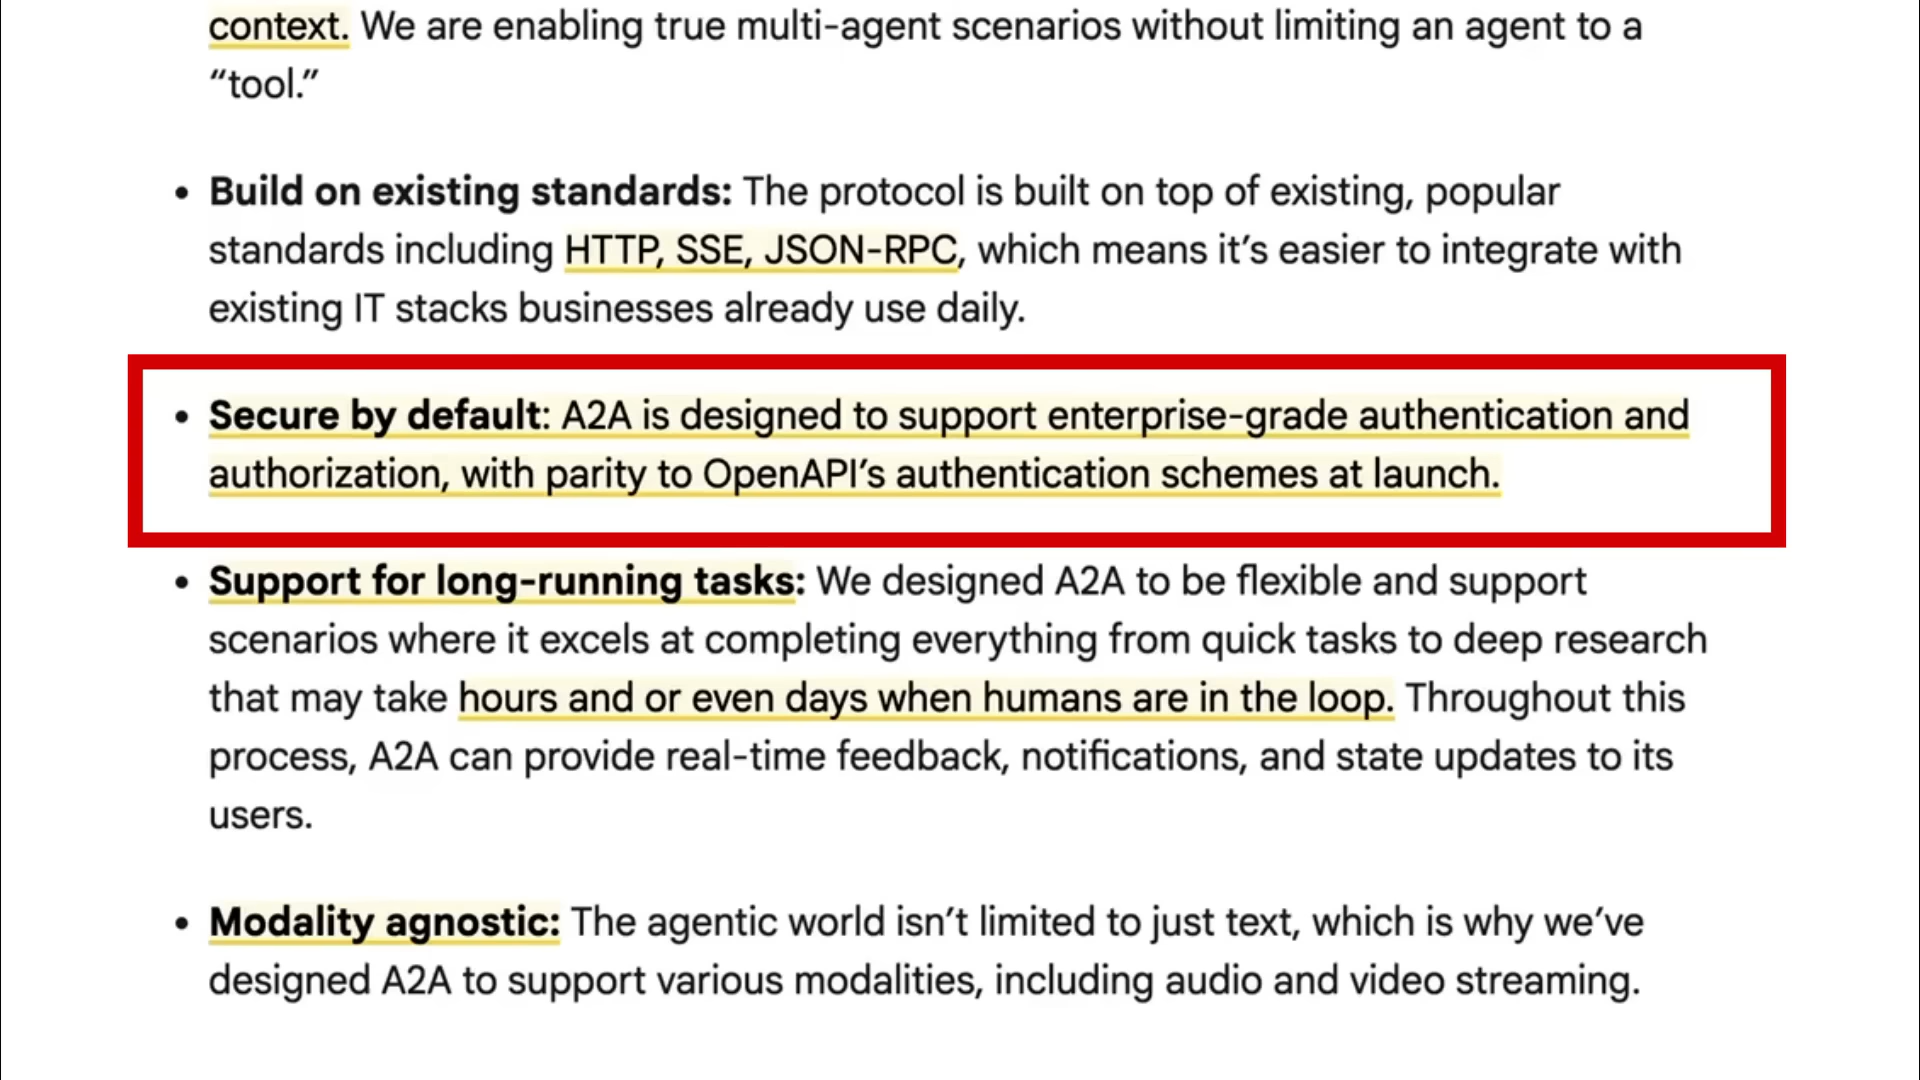 context. We are enabling true multi-agent scenarios without limiting an agent to a
“tool.”
• Build on existing standards: The protocol is built on top of existing, popular
standards including HTTP, SSE, JSON-RPC, which means it’s easier to integrate with
existing IT stacks businesses already use daily.
• Secure by default: A2A is designed to support enterprise-grade authentication and
authorization, with parity to OpenAPI’s authentication schemes at launch.
• Support for long-running tasks: We designed A2A to be flexible and support
scenarios where it excels at completing everything from quick tasks to deep research
that may take hours and or even days when humans are in the loop. Throughout this
process, A2A can provide real-time feedback, notifications, and state updates to its
users.
• Modality agnostic: The agentic world isn’t limited to just text, which is why we’ve
designed A2A to support various modalities, including audio and video streaming.